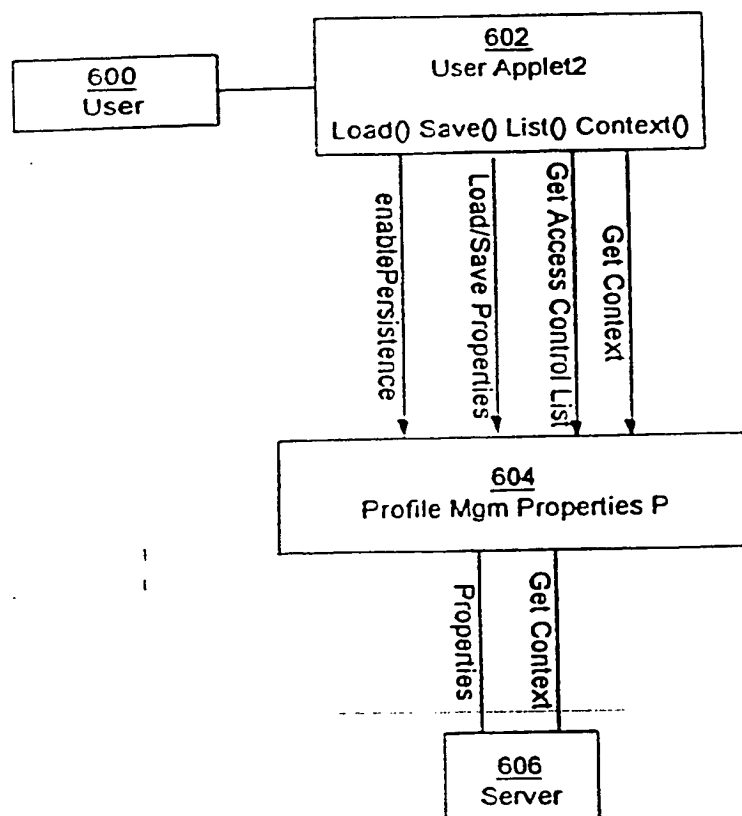 602
User Applet2
600
User
Load() Save() List() Context()
enablePersistence
Load/Save Properties
Get Access Control List
Get Context
604
Profile Mgm Properties P
Properties
Get Context
606
Server